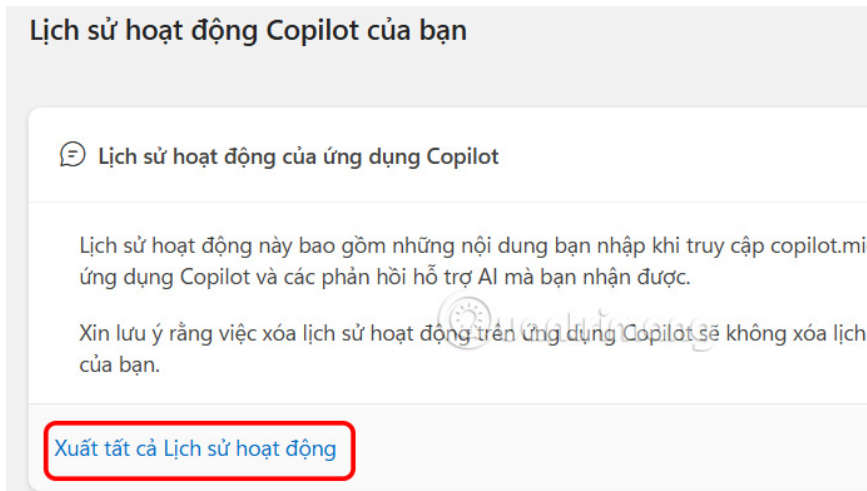 Lịch sử hoạt động Copilot của bạn
Lịch sử hoạt động của ứng dụng Copilot
Lịch sử hoạt động này bao gồm những nội dung bạn nhập khi truy cập copilot.mi
ứng dụng Copilot và các phản hồi hỗ trợ AI mà bạn nhận được.
Xin lưu ý rằng việc xóa lịch sử hoạt động trên ứng dụng Copilot sẽ không xóa lịch
của bạn.
Quantrimang
Xuất tất cả Lịch sử hoạt động